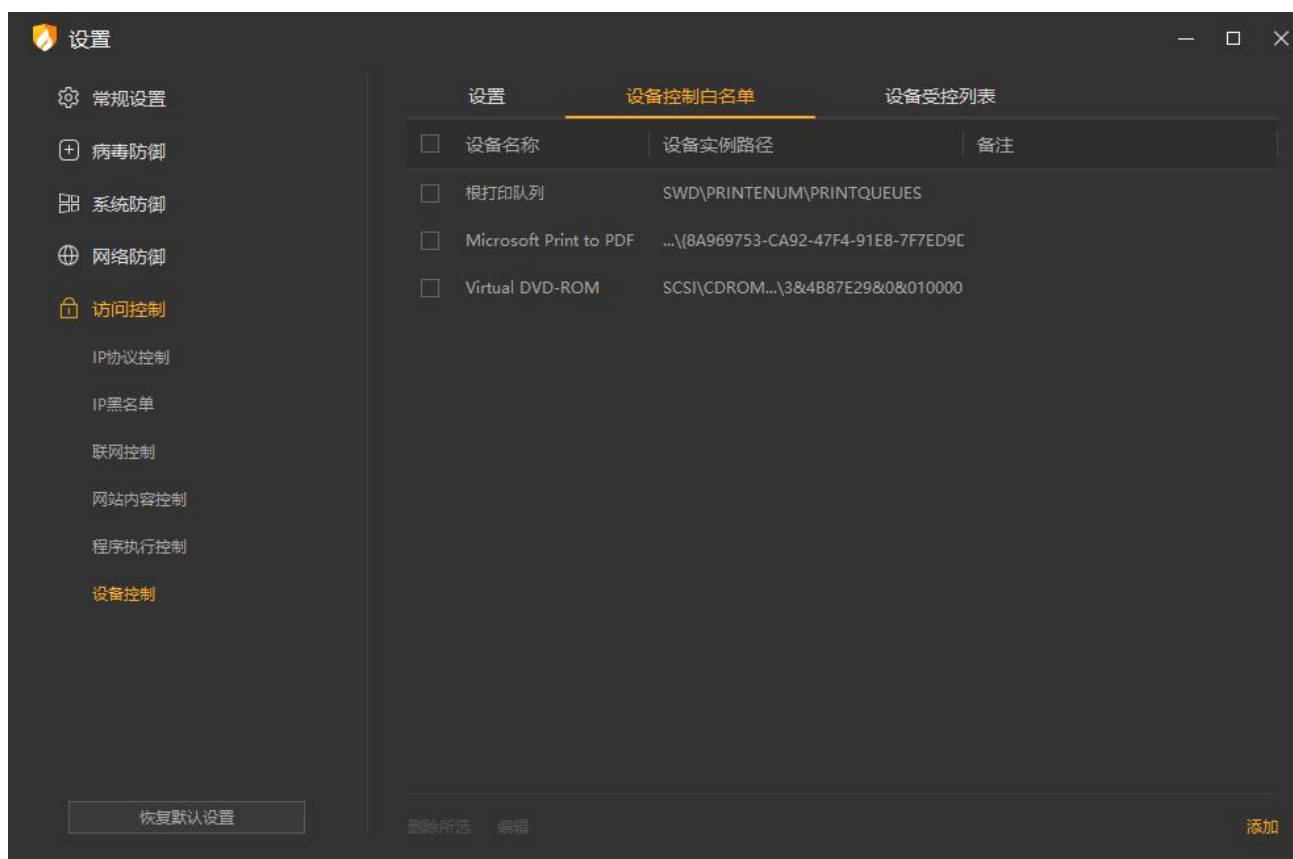 设置
常规设置
病毒防御
系统防御
网络防御
访问控制
IP协议控制
IP黑名单
联网控制
网站内容控制
程序执行控制
设备控制
恢复默认设置
设置 设备控制白名单 设备受控列表
设备名称 设备实例路径 备注
根打印队列 SWD\PRINTENUM\PRINTQUEUES
Microsoft Print to PDF ...\{8A969753-CA92-47F4-91E8-7F7ED9D
Virtual DVD-ROM SCSI\CDROM...\3&4B87E29&0&010000
删除所选 编辑 添加